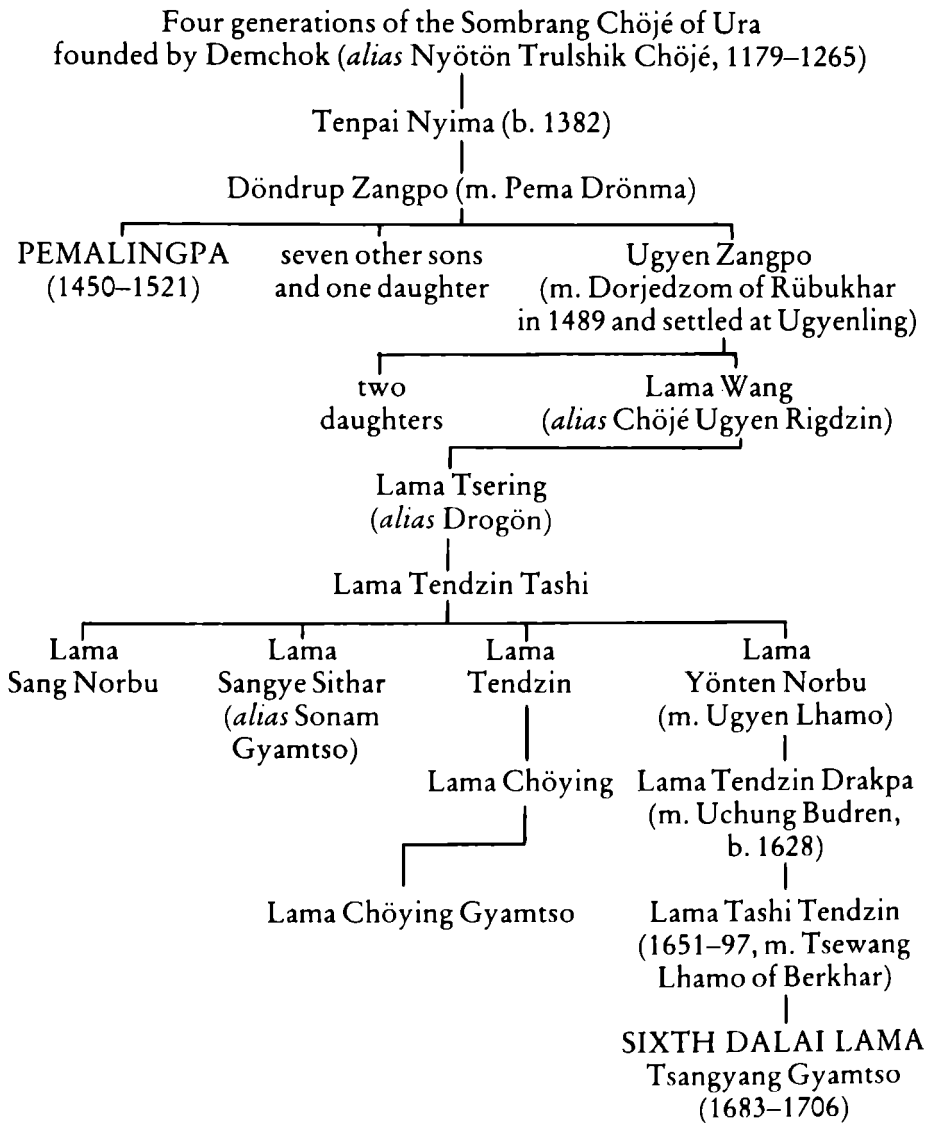 Four generations of the Sombrang Chöjé of Ura
founded by Demchok (alias Nyötön Trulshik Chöjé, 1179–1265)
Tenpai Nyima (b. 1382)
Döndrup Zangpo (m. Pema Drönma)
PEMALINGPA
(1450–1521)
seven other sons
and one daughter
Ugyen Zangpo
(m. Dorjedzom of Rübukhar
in 1489 and settled at Ugyenling)
two
daughters
Lama Wang
(alias Chöjé Ugyen Rigdzin)
Lama Tsering
(alias Drogön)
Lama Tendzin Tashi
Lama
Sang Norbu
Lama
Sangye Sithar
(alias Sonam
Gyamtso)
Lama
Tendzin
Lama
Yönten Norbu
(m. Ugyen Lhamo)
Lama Chöying
Lama Tendzin Drakpa
(m. Uchung Budren,
b. 1628)
Lama Chöying Gyamtso
Lama Tashi Tendzin
(1651–97, m. Tsewang
Lhamo of Berkhar)
SIXTH DALAI LAMA
Tsangyang Gyamtso
(1683–1706)